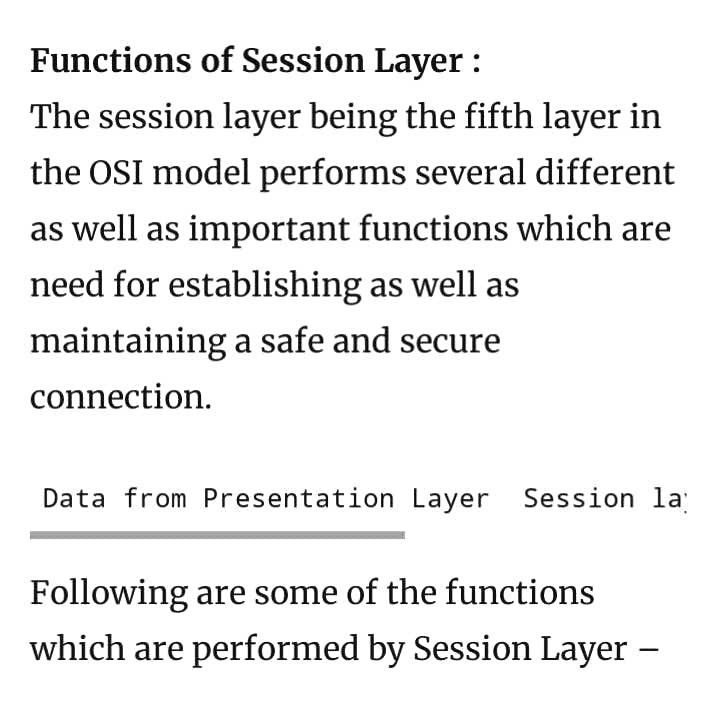 Functions of Session Layer :
The session layer being the fifth layer in
the OSI model performs several different
as well as important functions which are
need for establishing as well as
maintaining a safe and secure
connection.
Data from Presentation Layer Session
Following are some of the functions
which are performed by Session Layer –